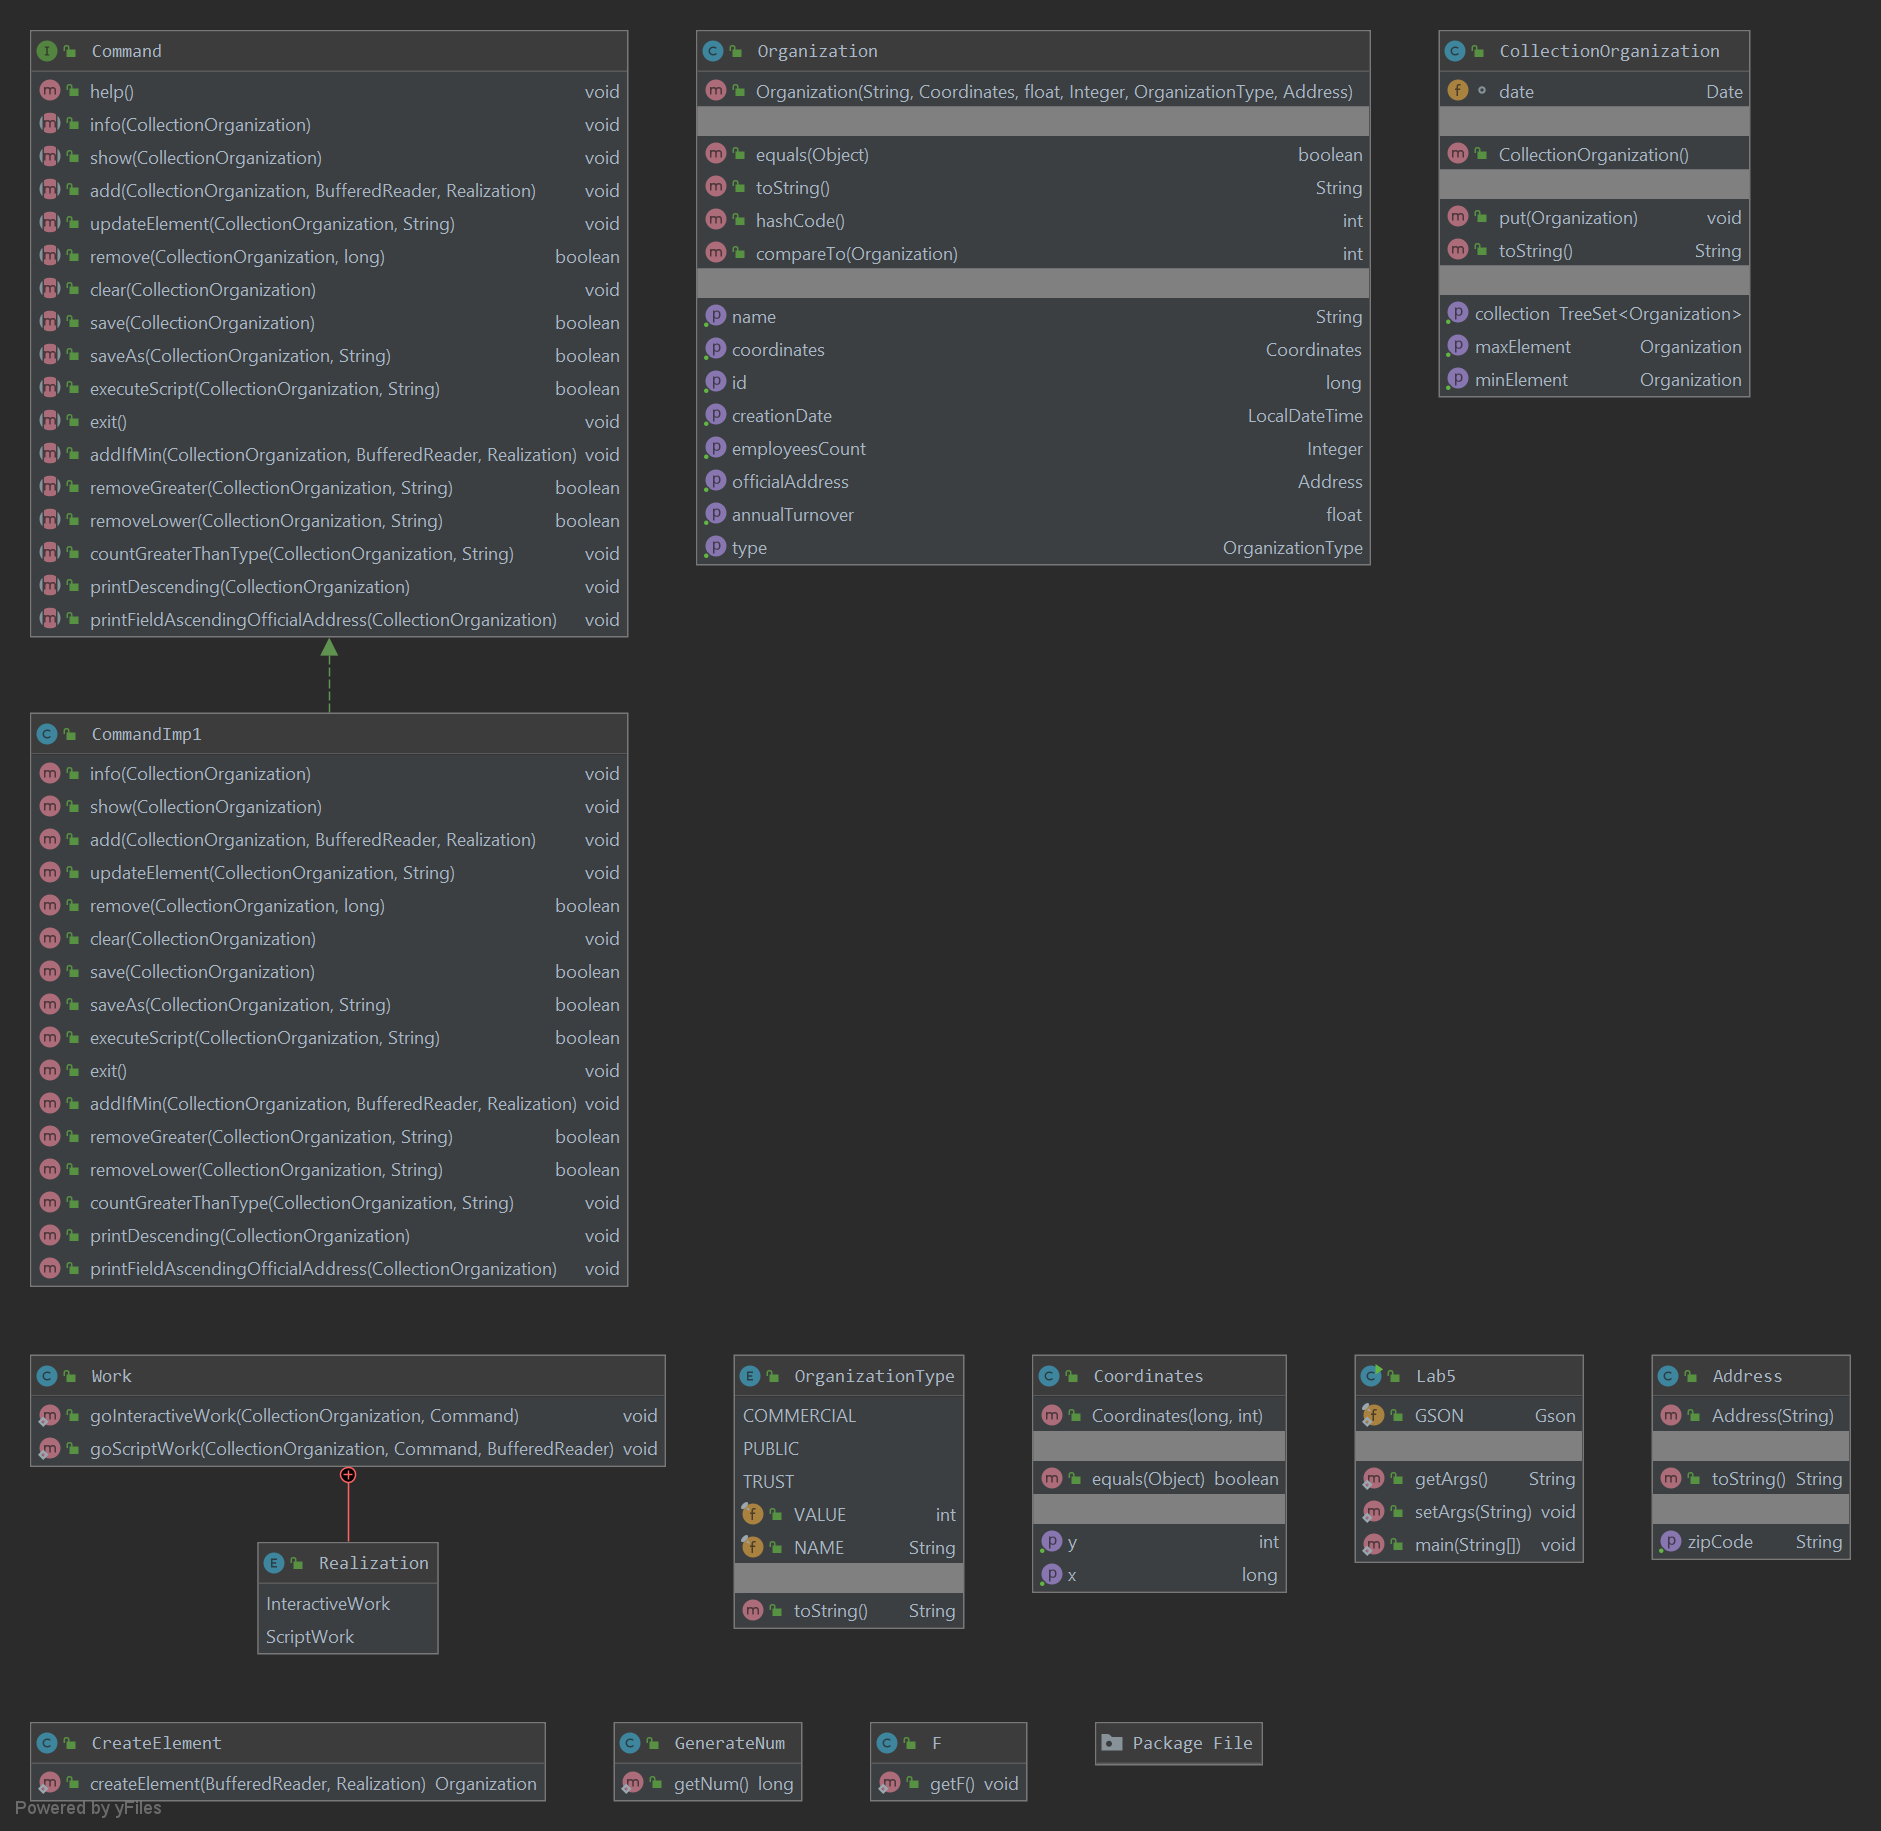 Command
help() void
info(CollectionOrganization) void
show(CollectionOrganization) void
add(CollectionOrganization, BufferedReader, Realization) void
updateElement(CollectionOrganization, String) void
remove(CollectionOrganization, long) boolean
clear(CollectionOrganization) void
save(CollectionOrganization) boolean
saveAs(CollectionOrganization, String) boolean
executeScript(CollectionOrganization, String) boolean
exit() void
addIfMin(CollectionOrganization, BufferedReader, Realization) void
removeGreater(CollectionOrganization, String) boolean
removeLower(CollectionOrganization, String) boolean
countGreaterThanType(CollectionOrganization, String) void
printDescending(CollectionOrganization) void
printFieldAscendingOfficialAddress(CollectionOrganization) void
Organization
Organization(String, Coordinates, float, Integer, OrganizationType, Address)
equals(Object) boolean
toString() String
hashCode() int
compareTo(Organization) int
name String
coordinates Coordinates
id long
creationDate LocalDateTime
employeesCount Integer
officialAddress Address
annualTurnover float
type OrganizationType
CollectionOrganization
date Date
CollectionOrganization()
put(Organization) void
toString() String
collection TreeSet<Organization>
maxElement Organization
minElement Organization
CommandImp1
info(CollectionOrganization) void
show(CollectionOrganization) void
add(CollectionOrganization, BufferedReader, Realization) void
updateElement(CollectionOrganization, String) void
remove(CollectionOrganization, long) boolean
clear(CollectionOrganization) void
save(CollectionOrganization) boolean
saveAs(CollectionOrganization, String) boolean
executeScript(CollectionOrganization, String) boolean
exit() void
addIfMin(CollectionOrganization, BufferedReader, Realization) void
removeGreater(CollectionOrganization, String) boolean
removeLower(CollectionOrganization, String) boolean
countGreaterThanType(CollectionOrganization, String) void
printDescending(CollectionOrganization) void
printFieldAscendingOfficialAddress(CollectionOrganization) void
Work
goInteractiveWork(CollectionOrganization, Command) void
goScriptWork(CollectionOrganization, Command, BufferedReader) void
Realization
InteractiveWork
ScriptWork
OrganizationType
COMMERCIAL
PUBLIC
TRUST
VALUE int
NAME String
toString() String
Coordinates
Coordinates(long, int)
equals(Object) boolean
y int
x long
Lab5
GSON Gson
getArgs() String
setArgs(String) void
main(String[]) void
Address
Address(String)
toString() String
zipCode String
CreateElement
createElement(BufferedReader, Realization) Organization
GenerateNum
getNum() long
F
getF() void
Package File
Powered by yFiles